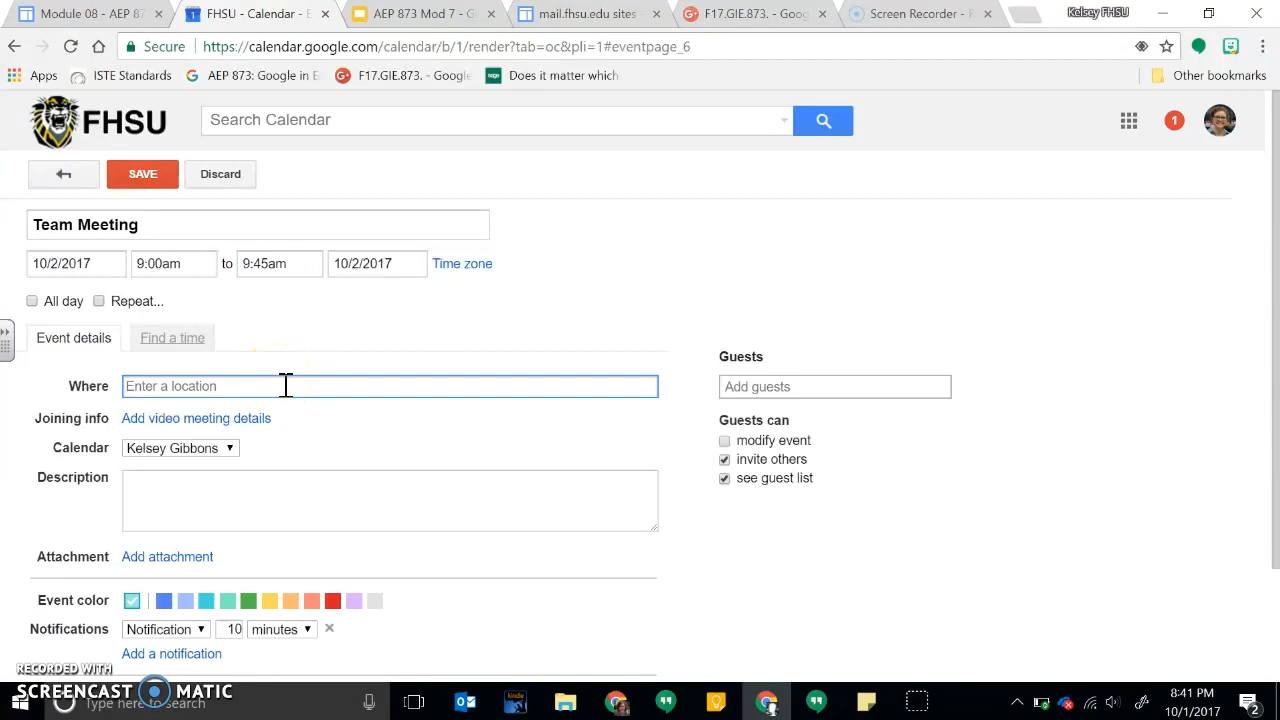 Module 08 - AEP 87
FHSU - Calendar - E
AEP 873 Mod 7 - Go
mail.fhsu.edu sites
F17.GIE.873. - Goog
Screen Recorder - R
Kelsey FHSU
Secure
https://calendar.google.com/calendar/b/1/render?tab=oc&pli=1#eventpage_6
Apps
ISTE Standards
AEP 873: Google in E
F17.GIE.873. - Google
Does it matter which
Other bookmarks
FHSU
Search Calendar
1
SAVE
Discard
Team Meeting
10/2/2017
9:00am
to
9:45am
10/2/2017
Time zone
All day
Repeat...
Event details
Find a time
Guests
Where
Enter a location
Add guests
Joining info
Add video meeting details
Guests can
modify event
Calendar
Kelsey Gibbons
invite others
Description
see guest list
Attachment
Add attachment
Event color
Notifications
Notification
10
minutes
Add a notification
RECORDED WITH
SCREENCAST MATIC
Type here to search
8:41 PM
10/1/2017
2